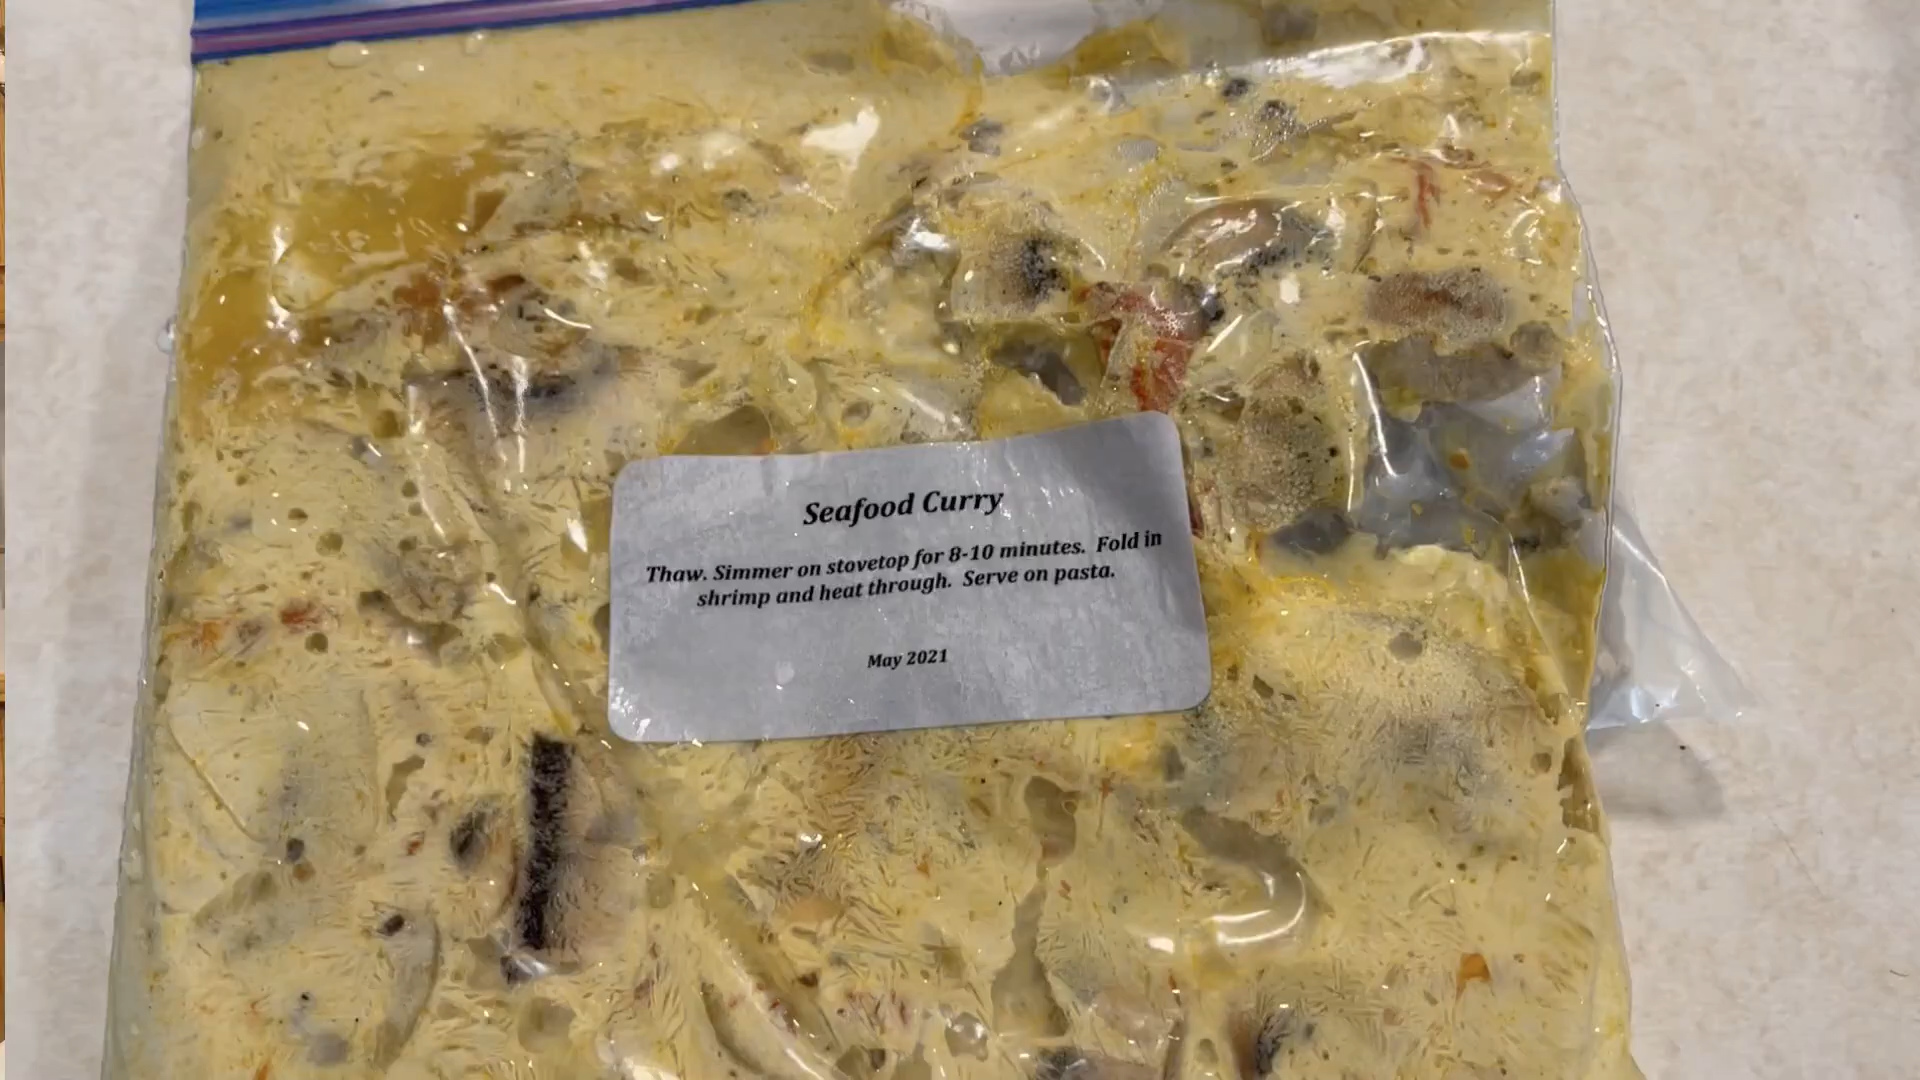 Seafood Curry
Thaw. Simmer on stovetop for 8-10 minutes. Fold in
shrimp and heat through. Serve on pasta.
May 2021